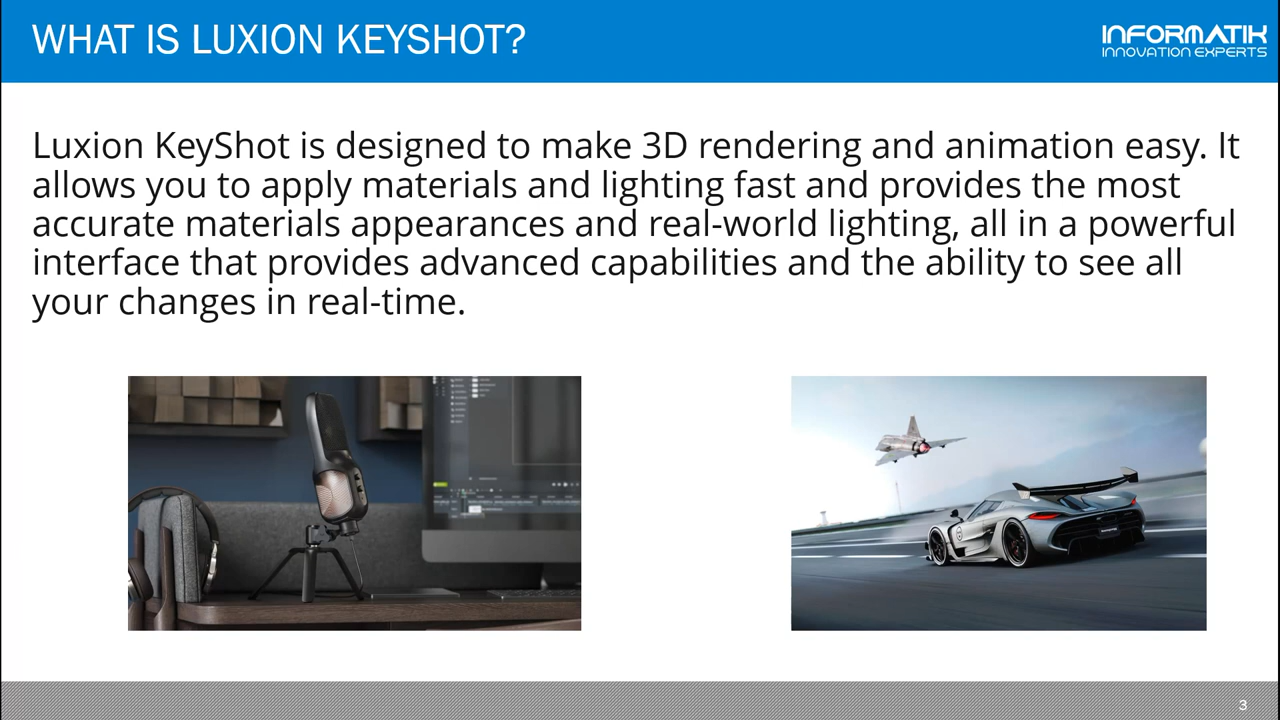 WHAT IS LUXION KEYSHOT?
INFORMATIK
INNOVATION EXPERTS
Luxion KeyShot is designed to make 3D rendering and animation easy. It
allows you to apply materials and lighting fast and provides the most
accurate materials appearances and real-world lighting, all in a powerful
interface that provides advanced capabilities and the ability to see all
your changes in real-time.
3